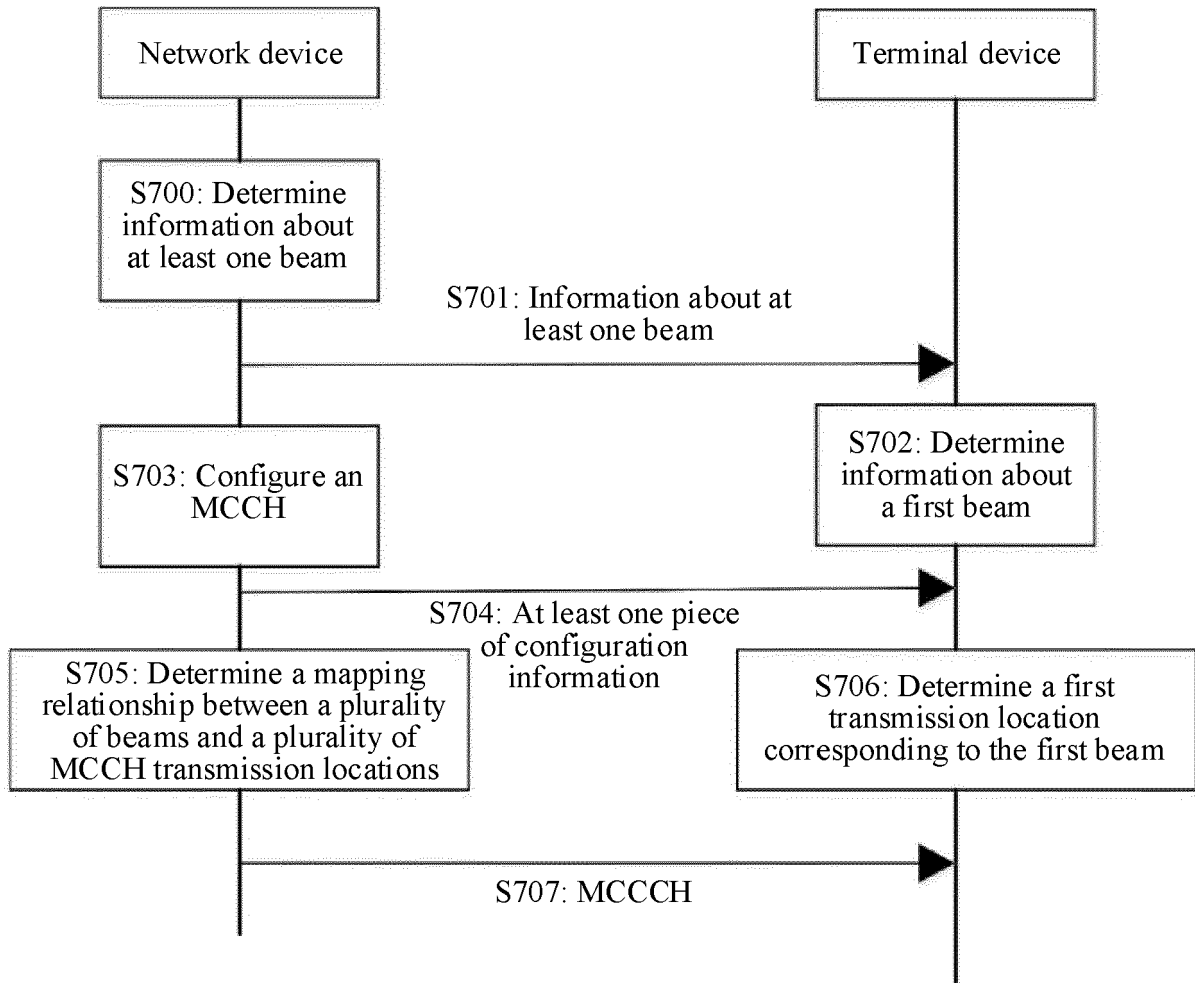 Network device
Terminal device
S700: Determine
information about
at least one beam
S701: Information about at
least one beam
S702: Determine
information about
a first beam
S703: Configure an
MCCH
S704: At least one piece
of configuration
information
S705: Determine a mapping
relationship between a plurality
of beams and a plurality of
MCCH transmission locations
S706: Determine a first
transmission location
corresponding to the first beam
S707: MCCCH